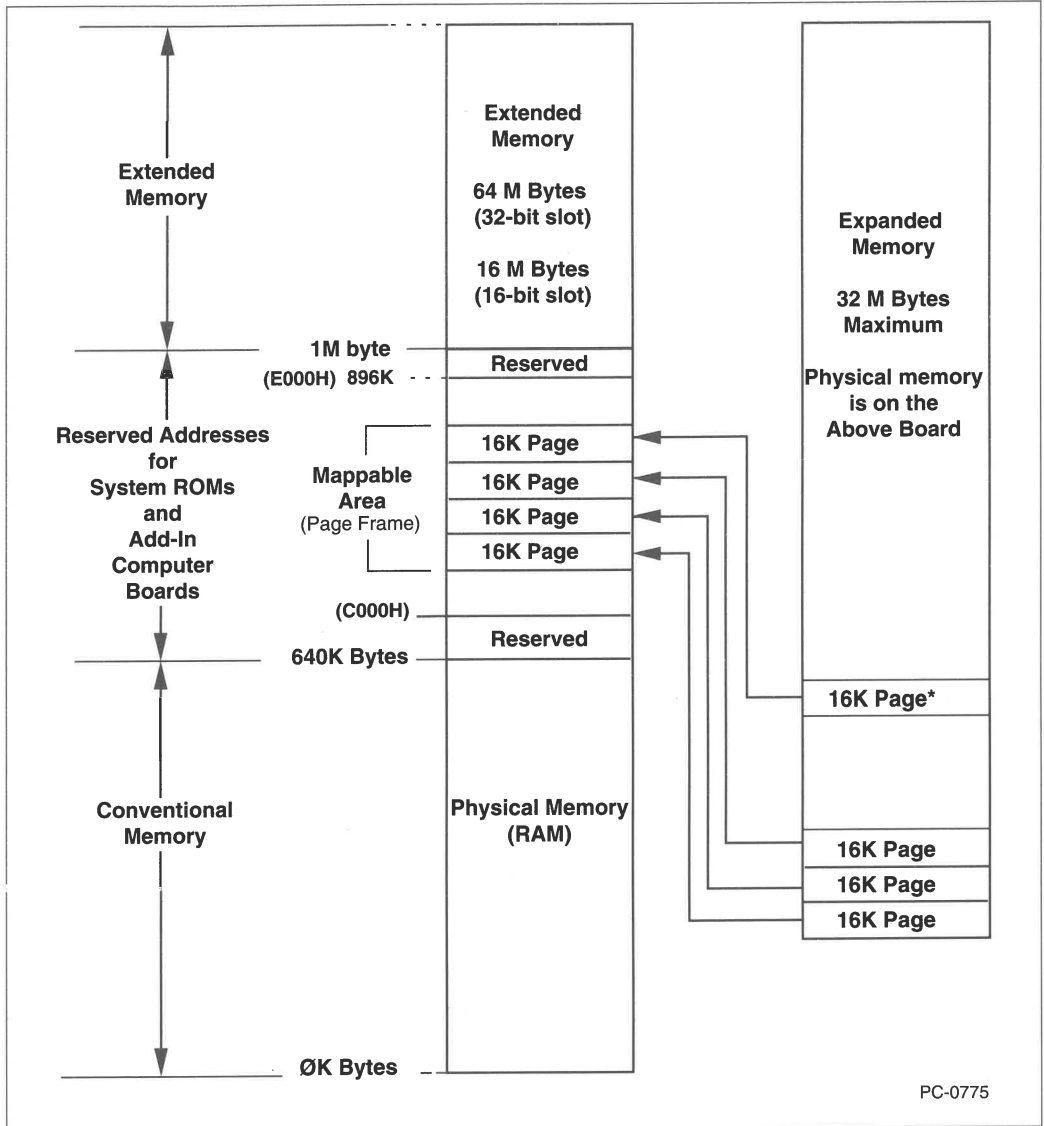 Extended
Memory
Reserved Addresses
for
System ROMs
and
Add-In
Computer
Boards
Conventional
Memory
1M byte
(E000H) 896K
Mappable
Area
(Page Frame)
(C000H)
640K Bytes
ØK Bytes
Extended
Memory
64 M Bytes
(32-bit slot)
16 M Bytes
(16-bit slot)
Reserved
16K Page
16K Page
16K Page
16K Page
Reserved
Physical Memory
(RAM)
Expanded
Memory
32 M Bytes
Maximum
Physical memory
is on the
Above Board
16K Page*
16K Page
16K Page
16K Page
PC-0775